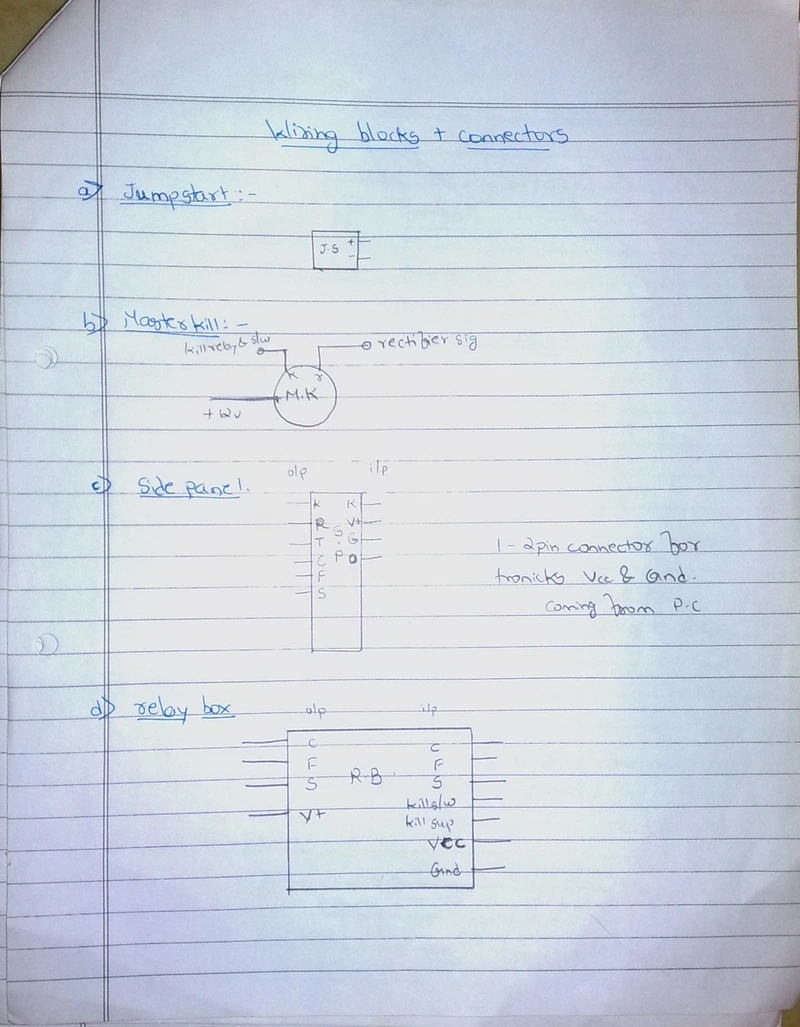 Wiring blocks + connectors
a) Jumpstart :-
J.S + -
b) Master kill :-
kill relay & s/w
rectifier sig
K r
M.K
+12v
o/p i/p
c) Side panel.
K K
R V+
T G
C O
F
S
S.P
1 - 2pin connector for
tronicks Vcc & Gnd.
coming from P.C
d) relay box
o/p i/p
C C
F F
S R.B. S
kill s/w
V+ kill sup
VCC
Gnd